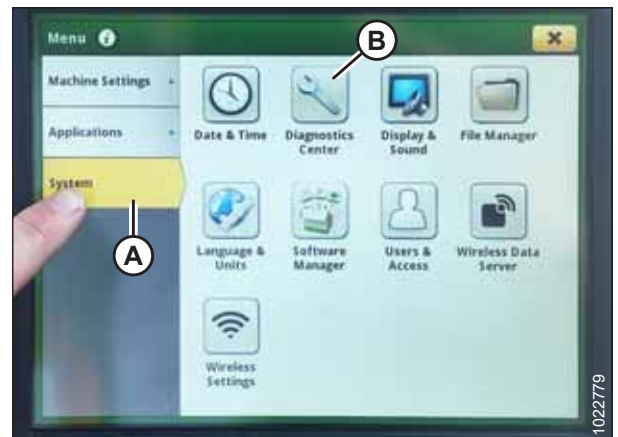 Menu
B
Machine Settings
Applications
System
A
Date & Time
Diagnostics
Center
Display &
Sound
File Manager
Language &
Units
Software
Manager
Users &
Access
Wireless Data
Server
Wireless
Settings
1022779